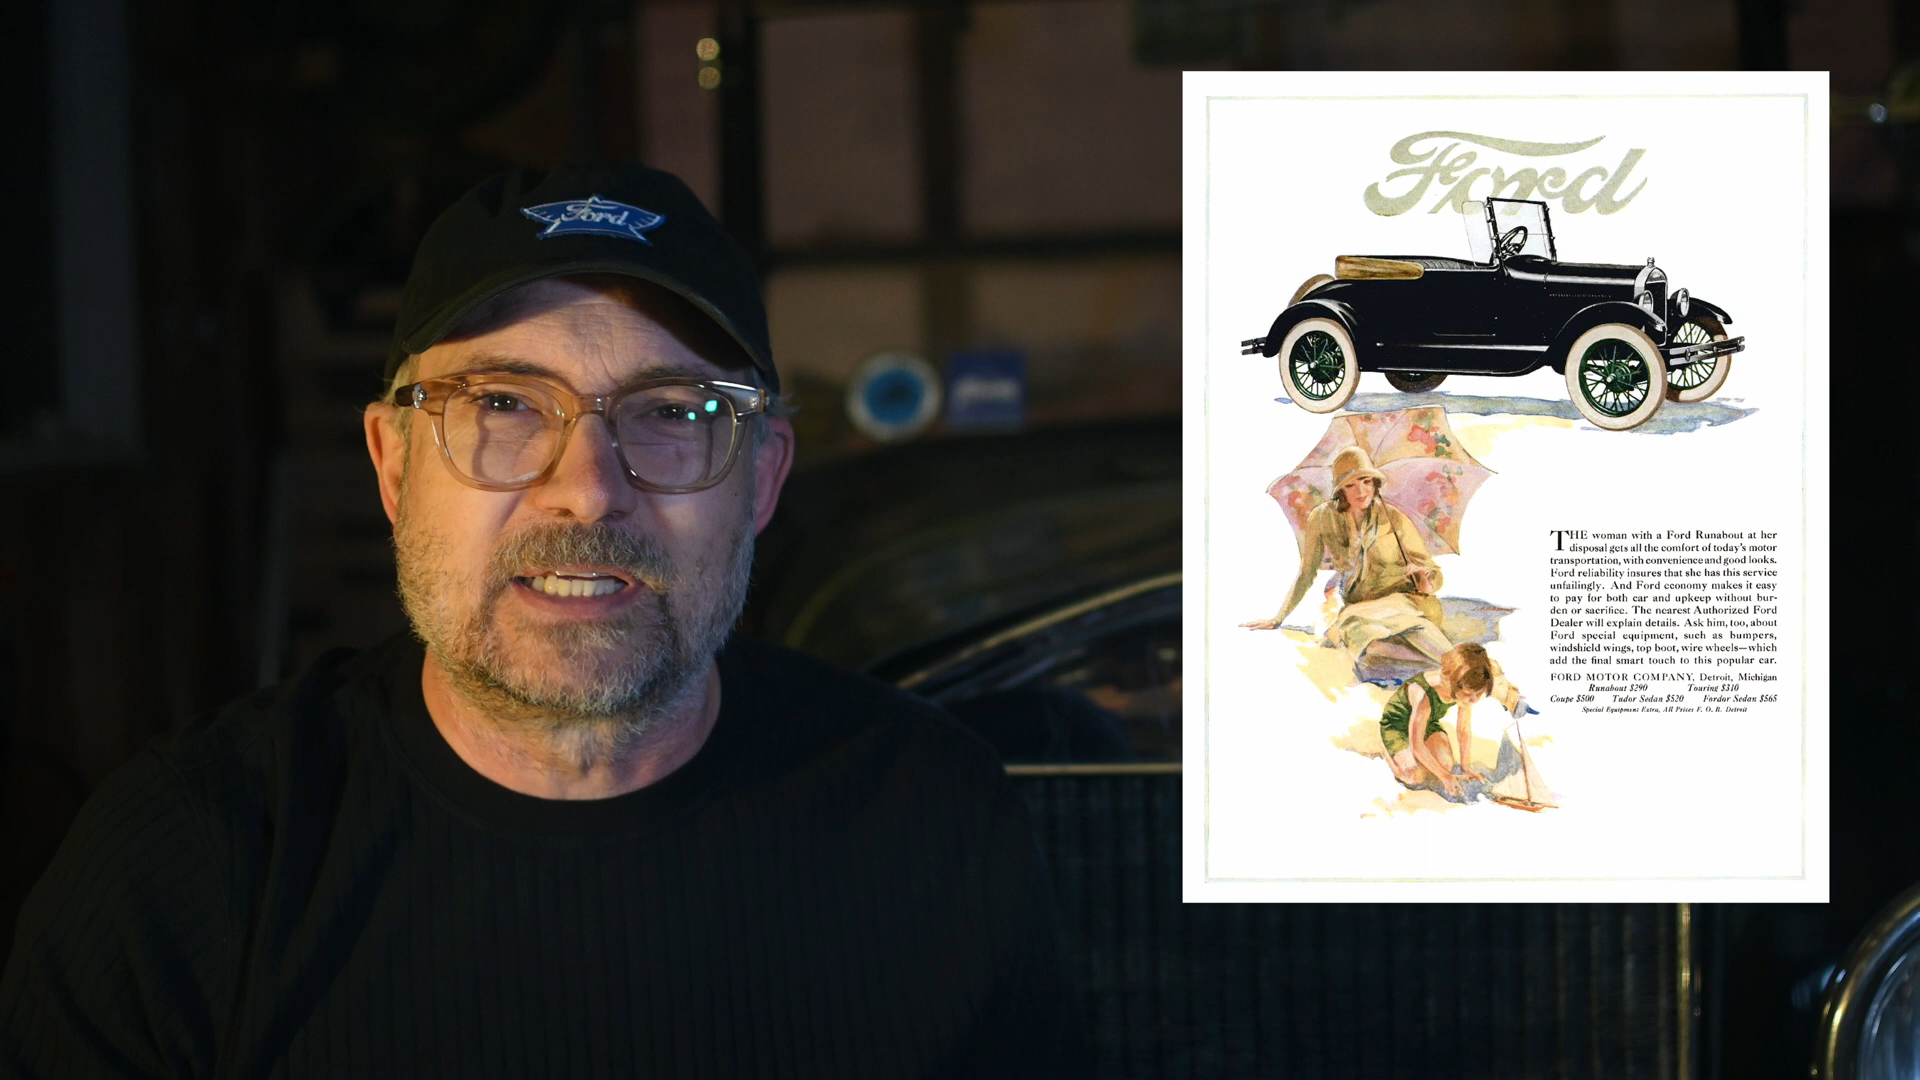 Ford
Ford
THE woman with a Ford Runabout at her
disposal gets all the comfort of today's motor
transportation, with convenience and good looks.
Ford reliability insures that she has this service
unfailingly. And Ford economy makes it easy
to pay for both car and upkeep without bur-
den or sacrifice. The nearest Authorized Ford
Dealer will explain details. Ask him, too, about
Ford special equipment, such as bumpers,
windshield wings, top boot, wire wheels—which
add the final smart touch to this popular car.
FORD MOTOR COMPANY, Detroit, Michigan
Runabout $290 Touring $310
Coupe $500 Tudor Sedan $520 Fordor Sedan $565
Special Equipment Extra, All Prices F. O. B. Detroit